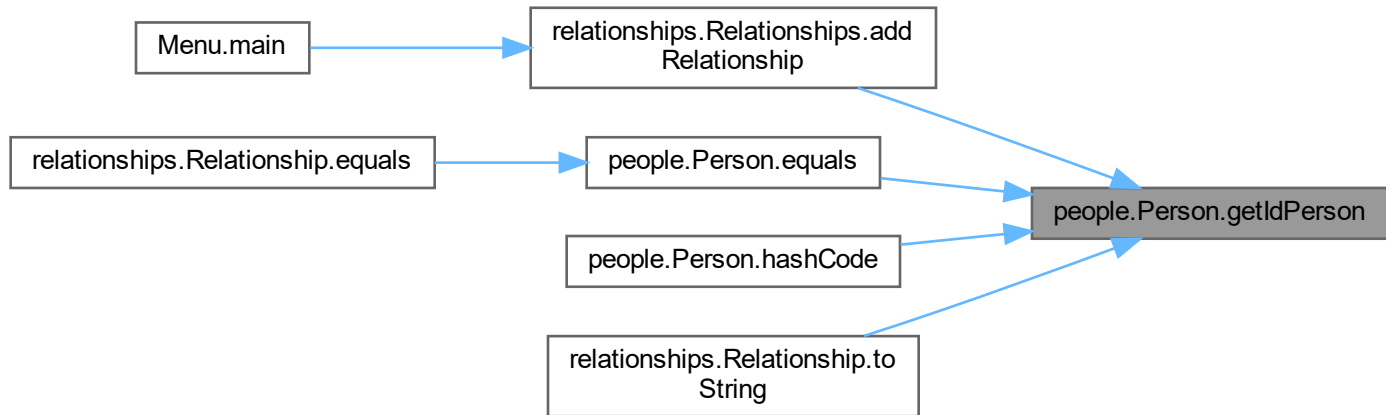 Menu.main
relationships.Relationships.add
Relationship
relationships.Relationship.equals
people.Person.equals
people.Person.getIdPerson
people.Person.hashCode
relationships.Relationship.to
String